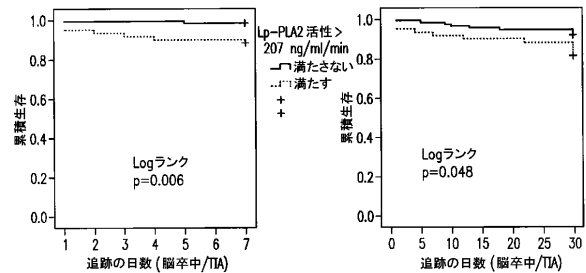 1.0
0.8
0.6
0.4
0.2
0.0
累積生存
Logランク
p=0.006
1 2 3 4 5 6 7
追跡の日数 (脳卒中/TIA)
Lp-PLA2 活性>
207 ng/ml/min
満たさない
満たす
1.0
0.8
0.6
0.4
0.2
0.0
累積生存
Logランク
p=0.048
0 5 10 15 20 25 30
追跡の日数 (脳卒中/TIA)